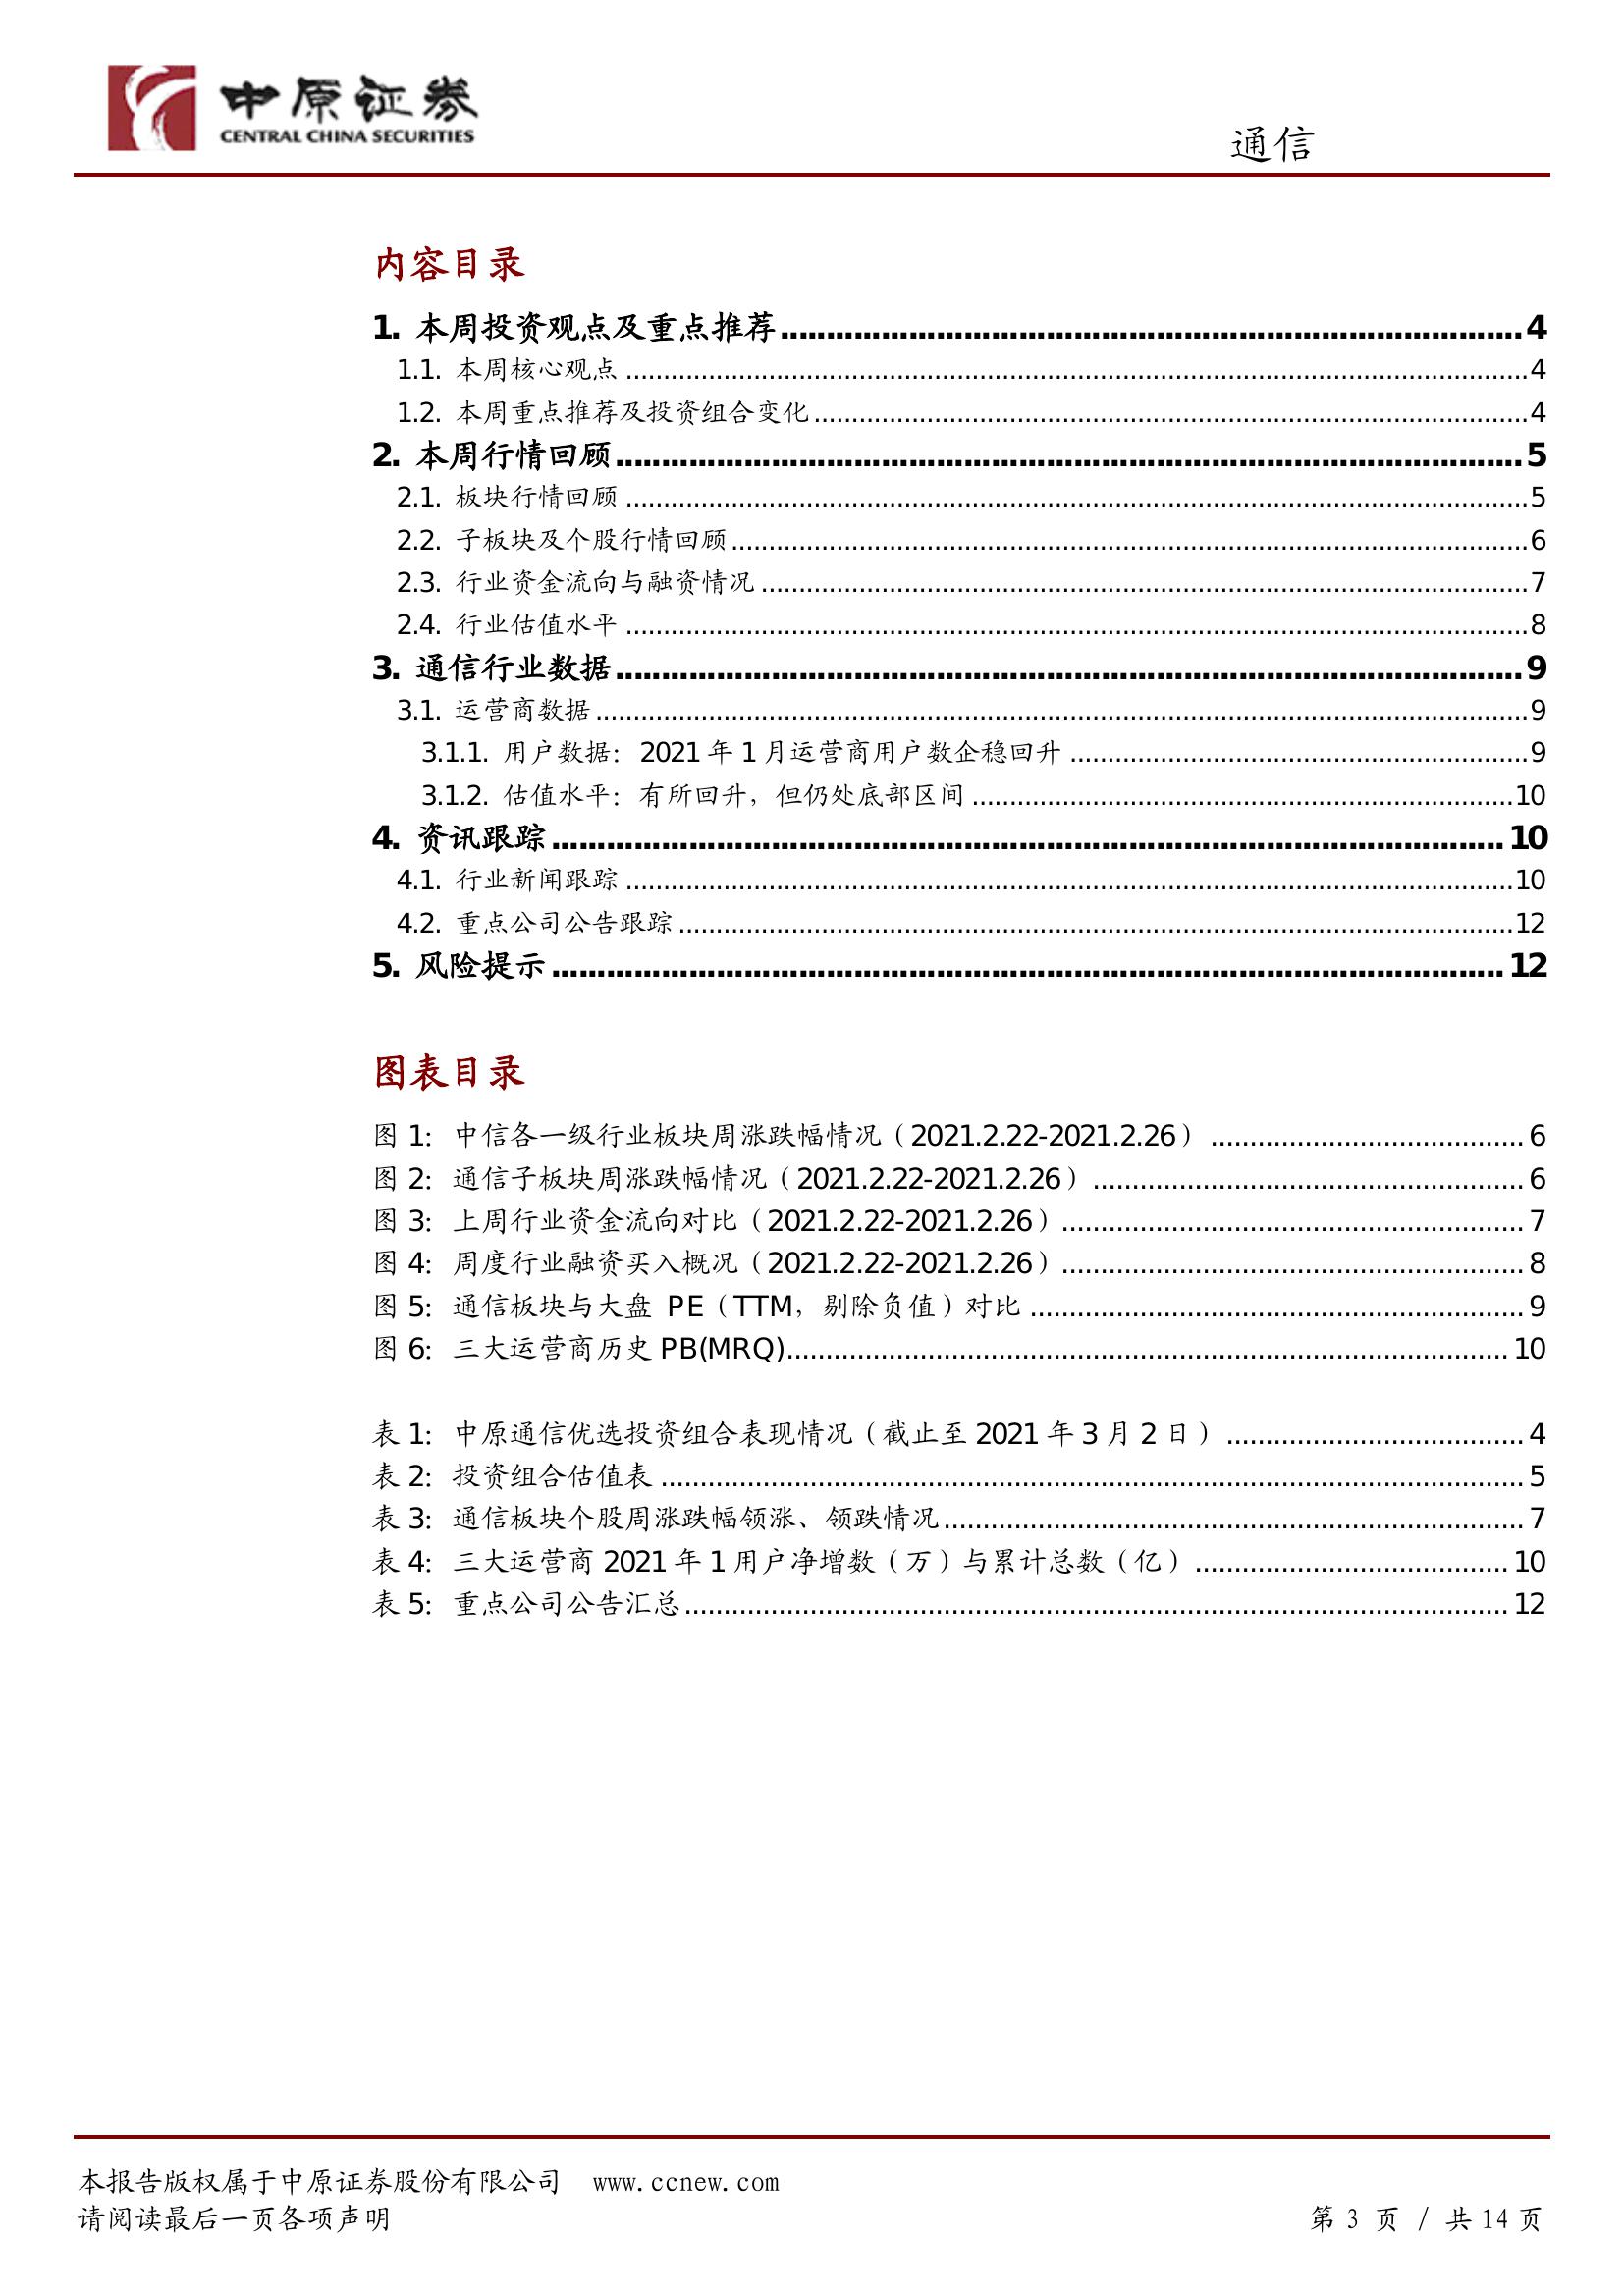 中原证券
CENTRAL CHINA SECURITIES
通信
内容目录
1. 本周投资观点及重点推荐 4
1.1. 本周核心观点 4
1.2. 本周重点推荐及投资组合变化 4
2. 本周行情回顾 5
2.1. 板块行情回顾 5
2.2. 子板块及个股行情回顾 6
2.3. 行业资金流向与融资情况 7
2.4. 行业估值水平 8
3. 通信行业数据 9
3.1. 运营商数据 9
3.1.1. 用户数据：2021 年 1 月运营商用户数企稳回升 9
3.1.2. 估值水平：有所回升，但仍处底部区间 10
4. 资讯跟踪 10
4.1. 行业新闻跟踪 10
4.2. 重点公司公告跟踪 12
5. 风险提示 12
图表目录
图 1：中信各一级行业板块周涨跌幅情况（2021.2.22-2021.2.26） 6
图 2：通信子板块周涨跌幅情况（2021.2.22-2021.2.26） 6
图 3：上周行业资金流向对比（2021.2.22-2021.2.26） 7
图 4：周度行业融资买入概况（2021.2.22-2021.2.26） 8
图 5：通信板块与大盘 PE（TTM，剔除负值）对比 9
图 6：三大运营商历史 PB(MRQ) 10
表 1：中原通信优选投资组合表现情况（截止至 2021 年 3 月 2 日） 4
表 2：投资组合估值表 5
表 3：通信板块个股周涨跌幅领涨、领跌情况 7
表 4：三大运营商 2021 年 1 用户净增数（万）与累计总数（亿） 10
表 5：重点公司公告汇总 12
本报告版权属于中原证券股份有限公司 www.ccnew.com
请阅读最后一页各项声明 第 3 页 / 共 14 页